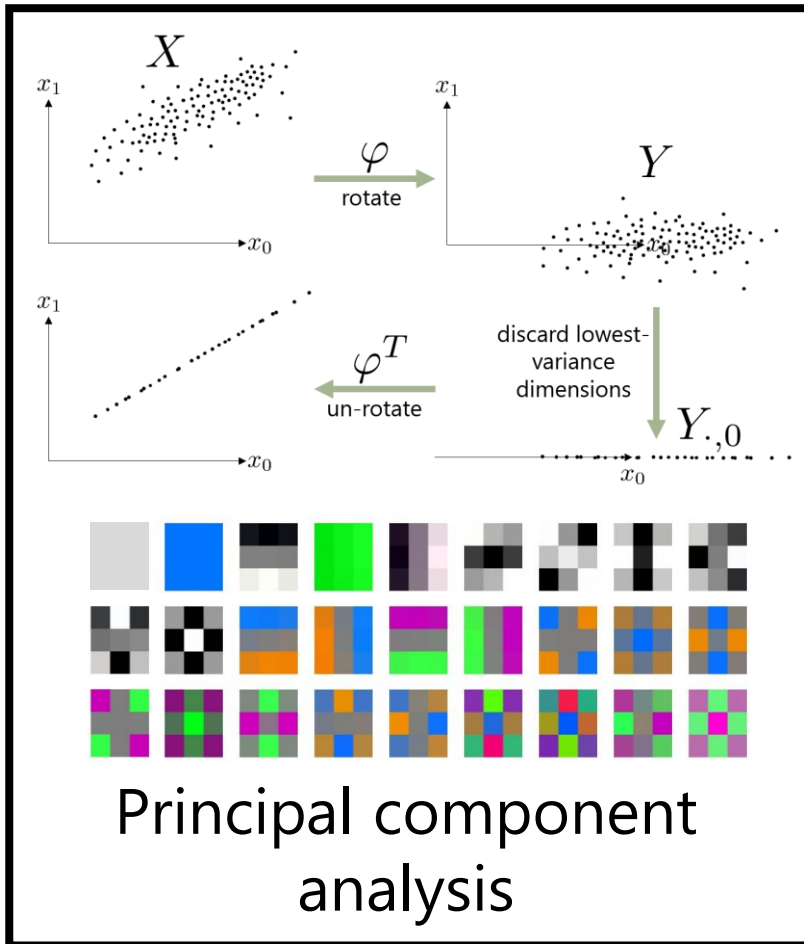 X
x₁
x₀
φ
rotate
x₁
Y
x₀
discard lowest-
variance
dimensions
Y.,₀
x₀
φᵀ
un-rotate
x₁
x₀
Principal component
analysis